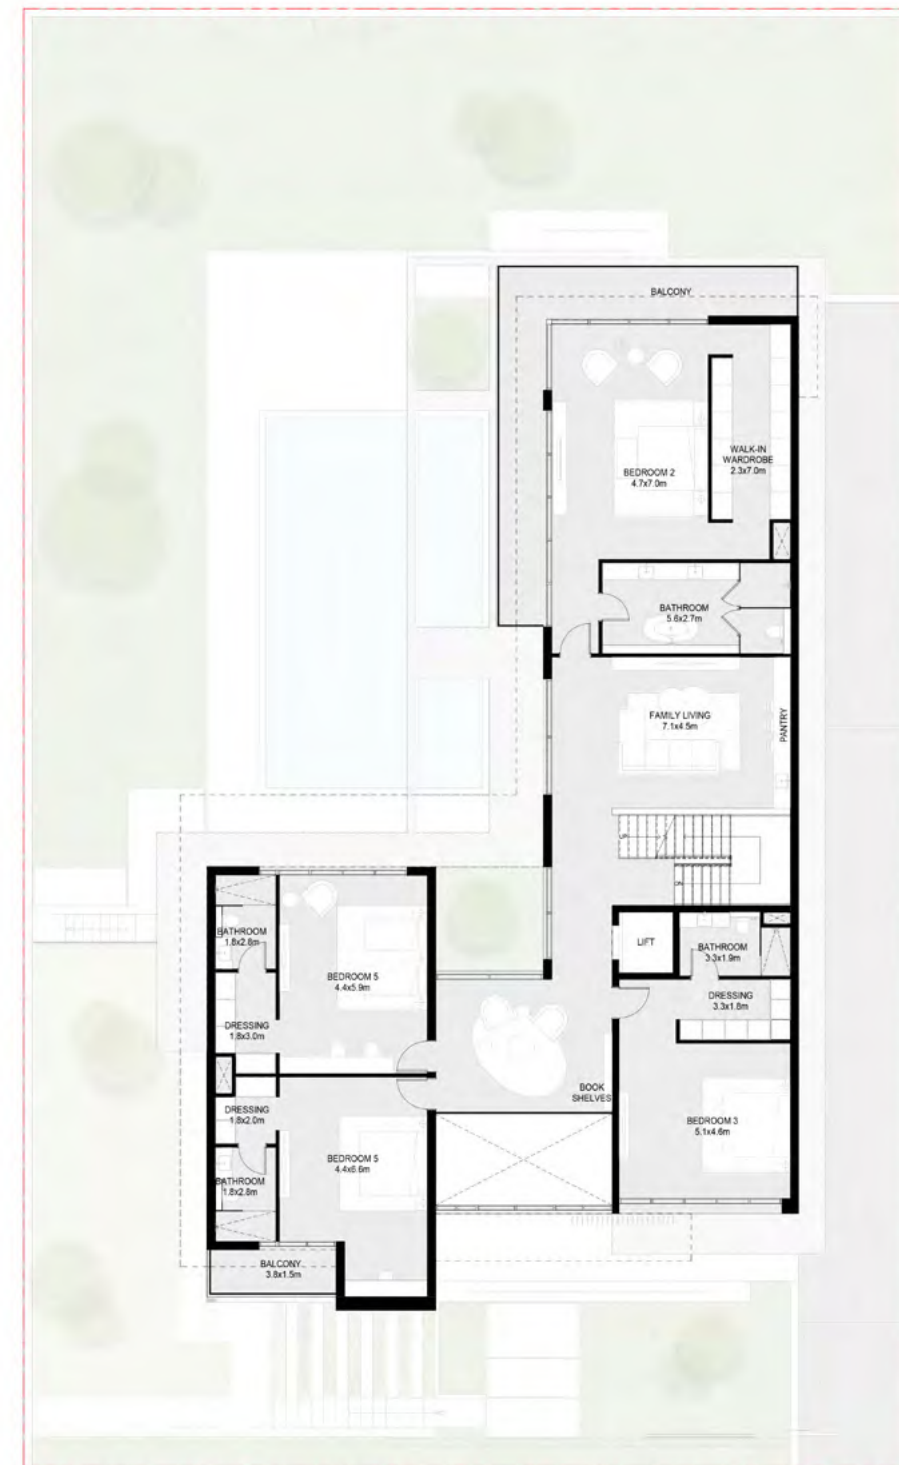 BALCONY
WALK-IN
WARDROBE
2.3x7.0m
BEDROOM 2
4.7x7.0m
BATHROOM
5.6x2.7m
FAMILY LIVING
7.1x4.5m
PANTRY
UP
DN
LIFT
BATHROOM
3.3x1.9m
DRESSING
3.3x1.8m
BATHROOM
1.8x2.8m
BEDROOM 5
4.4x5.9m
DRESSING
1.8x3.0m
BOOK
SHELVES
DRESSING
1.8x2.0m
BEDROOM 3
5.1x4.6m
BEDROOM 5
4.4x6.6m
BATHROOM
1.8x2.8m
BALCONY
3.8x1.5m